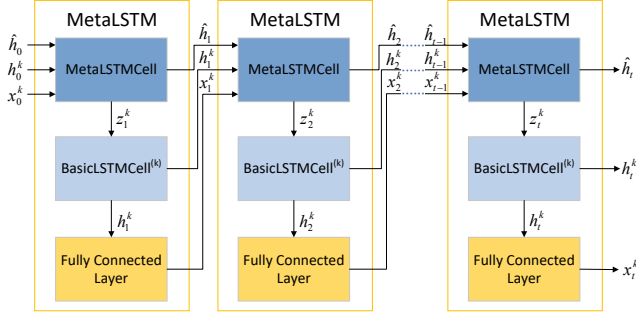 MetaLSTM MetaLSTM MetaLSTM
ĥ₀ ĥ₁ ĥ₂ ĥₜ₋₁
MetaLSTMCell MetaLSTMCell MetaLSTMCell ĥₜ
h₀ᵏ h₁ᵏ h₂ᵏ hₜ₋₁ᵏ
x₀ᵏ x₁ᵏ x₂ᵏ xₜ₋₁ᵏ
z₁ᵏ z₂ᵏ zₜᵏ
BasicLSTMCell⁽ᵏ⁾ BasicLSTMCell⁽ᵏ⁾ BasicLSTMCell⁽ᵏ⁾ hₜᵏ
h₁ᵏ h₂ᵏ hₜᵏ
Fully Connected Fully Connected Fully Connected
Layer Layer Layer xₜᵏ